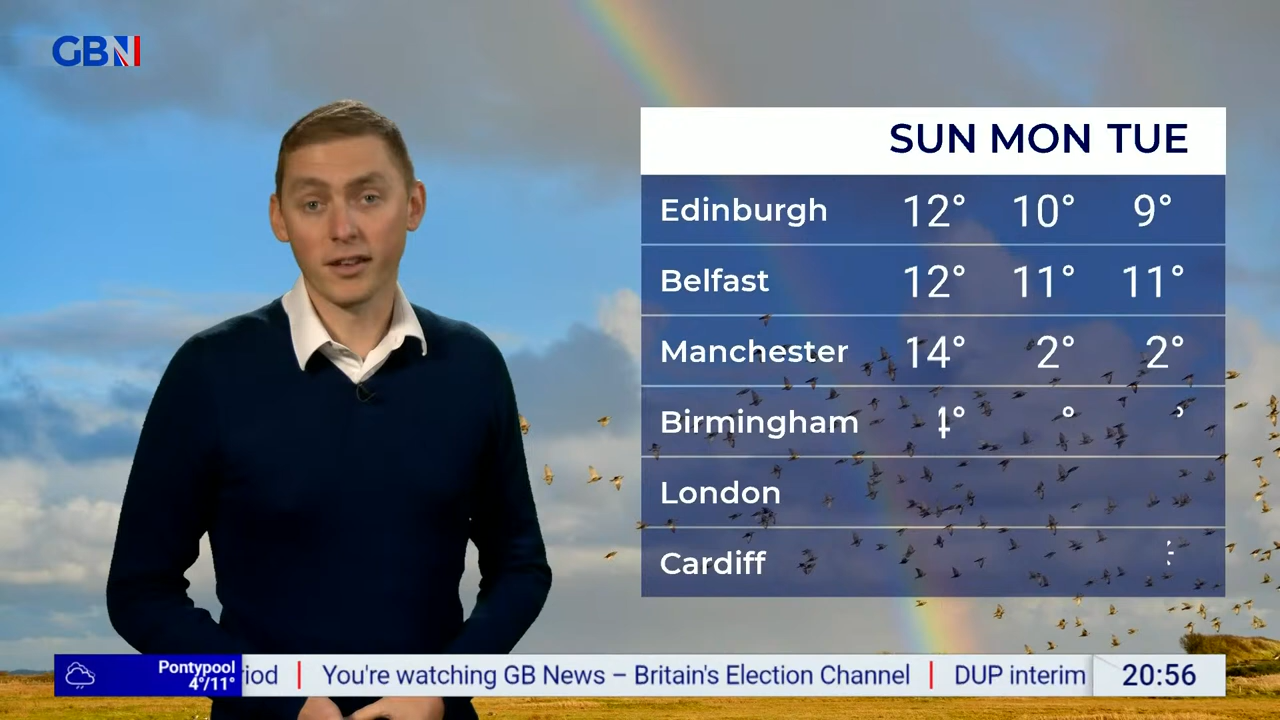 GBN
SUN MON TUE
Edinburgh 12° 10° 9°
Belfast 12° 11° 11°
Manchester 14° 2° 2°
Birmingham
London
Cardiff
Pontypool
4°/11°
riod | You're watching GB News – Britain's Election Channel | DUP interim
20:56